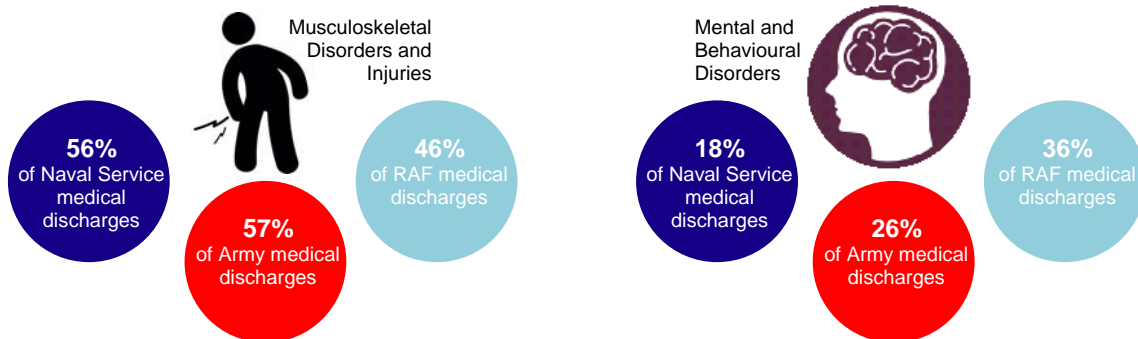 Musculoskeletal
Disorders and
Injuries
56%
of Naval Service
medical
discharges
57%
of Army medical
discharges
46%
of RAF medical
discharges
Mental and
Behavioural
Disorders
18%
of Naval Service
medical
discharges
26%
of Army medical
discharges
36%
of RAF medical
discharges